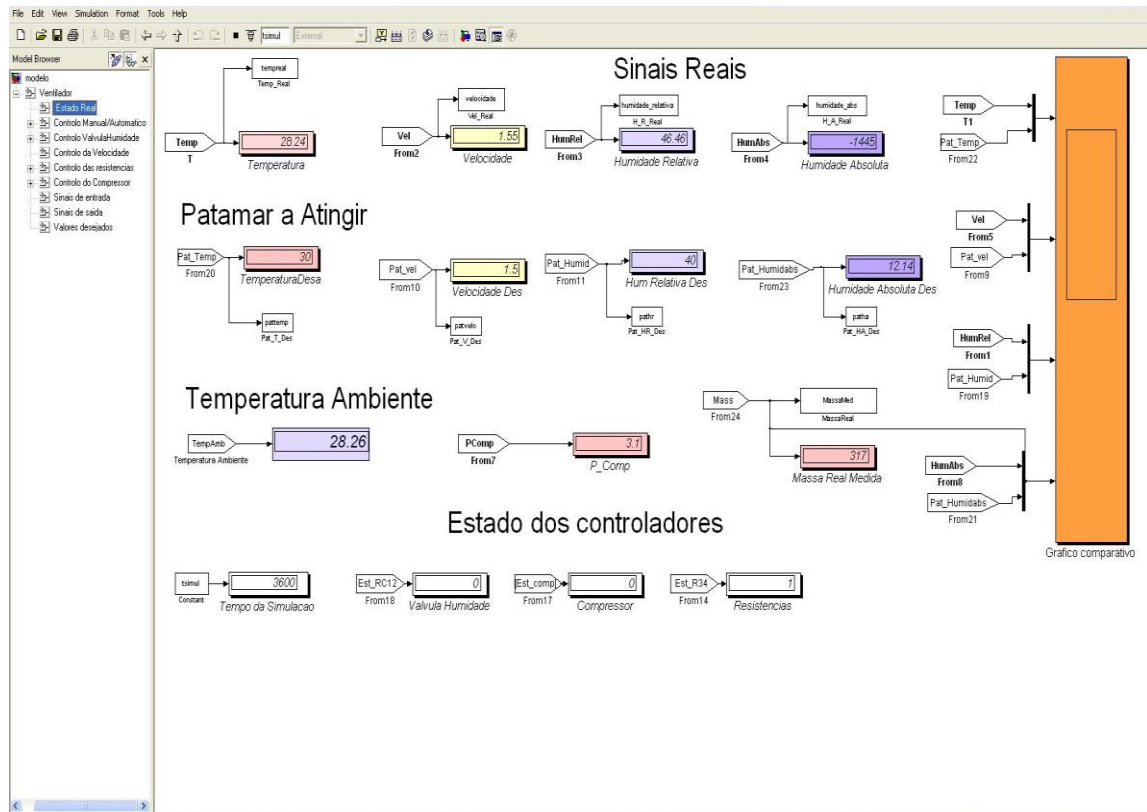 File Edit View Simulation Format Tools Help
tsimul External
Model Browser
modelo
Ventilador
Estado Real
Controlo Manual/Automatico
Controlo ValvulaHumidade
Controlo da Velocidade
Controlo das resistencias
Controlo do Compressor
Sinais de entrada
Sinais de saida
Valores desejados
Sinais Reais
tempreal
Temp_Real
Temp
T
28.24
Temperatura
velocidade
Vel_Real
Vel
From2
1.55
Velocidade
humidade_relativa
H_R_Real
HumRel
From3
46.46
Humidade Relativa
humidade_abs
H_A_Real
HumAbs
From4
-1445
Humidade Absoluta
Temp
T1
Pat_Temp
From22
Patamar a Atingir
Pat_Temp
From20
30
TemperaturaDesa
pattemp
Pat_T_Des
Pat_vel
From10
1.5
Velocidade Des
patvelo
Pat_V_Des
Pat_Humid
From11
40
Hum Relativa Des
pathr
Pat_HR_Des
Pat_Humidabs
From23
12.14
Humidade Absoluta Des
patha
Pat_HA_Des
Vel
From5
Pat_vel
From9
HumRel
From1
Pat_Humid
From19
Temperatura Ambiente
TempAmb
Temperatura Ambiente
28.26
PComp
From7
3.1
P_Comp
Mass
From24
MassaMed
MassaReal
317
Massa Real Medida
HumAbs
From8
Pat_Humidabs
From21
Grafico comparativo
Estado dos controladores
tsimul
Constant
3600
Tempo da Simulacao
Est_RC12
From18
0
Valvula Humidade
Est_comp
From17
0
Compressor
Est_R34
From14
1
Resistencias